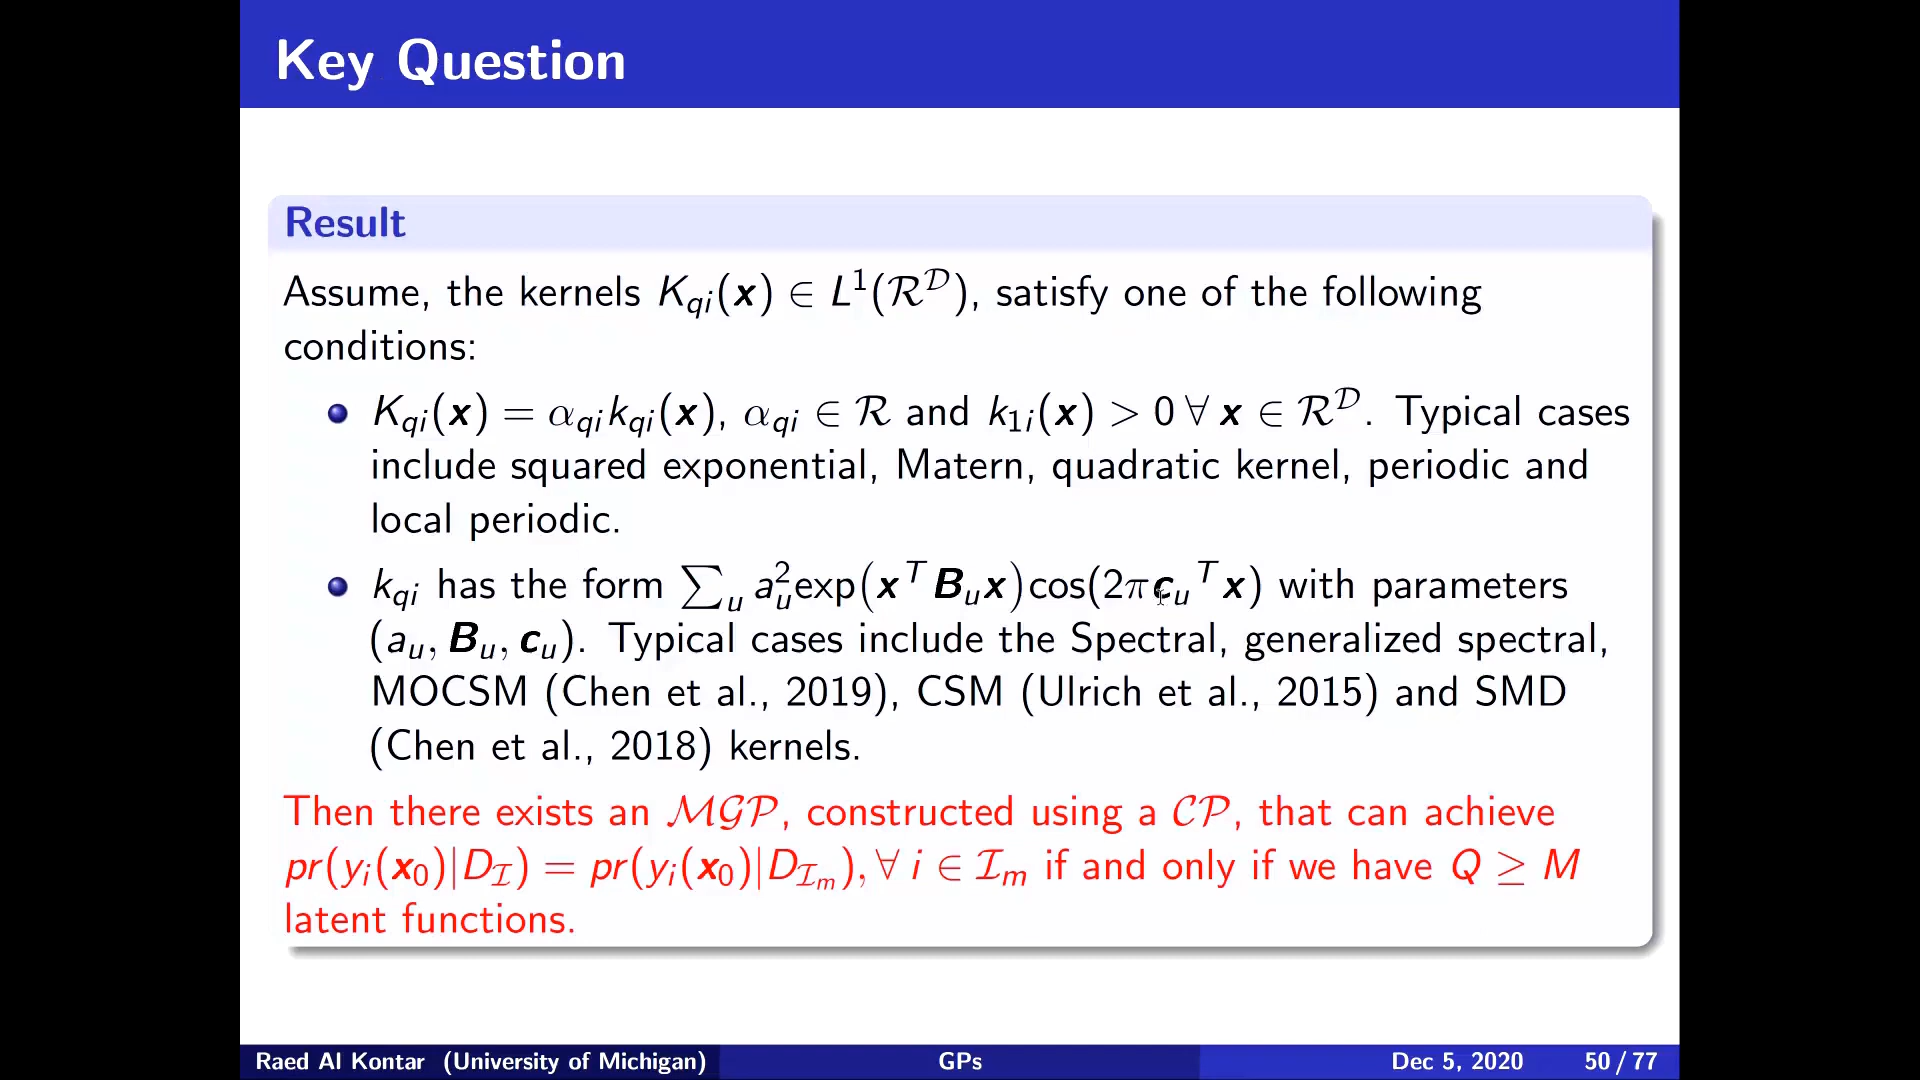 Key Question
Result
Assume, the kernels K_{qi}(x) ∈ L^1(ℛ^𝒟), satisfy one of the following
conditions:
K_{qi}(x) = α_{qi}k_{qi}(x), α_{qi} ∈ ℛ and k_{1i}(x) > 0 ∀ x ∈ ℛ^𝒟. Typical cases
include squared exponential, Matern, quadratic kernel, periodic and
local periodic.
k_{qi} has the form ∑_u a_u^2 exp(x^T B_u x)cos(2πc_u^T x) with parameters
(a_u, B_u, c_u). Typical cases include the Spectral, generalized spectral,
MOCSM (Chen et al., 2019), CSM (Ulrich et al., 2015) and SMD
(Chen et al., 2018) kernels.
Then there exists an ℳ𝒢𝒫, constructed using a 𝒞𝒫, that can achieve
pr(y_i(x_0)|D_ℐ) = pr(y_i(x_0)|D_{ℐ_m}), ∀ i ∈ ℐ_m if and only if we have Q ≥ M
latent functions.
Raed Al Kontar (University of Michigan) GPs Dec 5, 2020 50 / 77